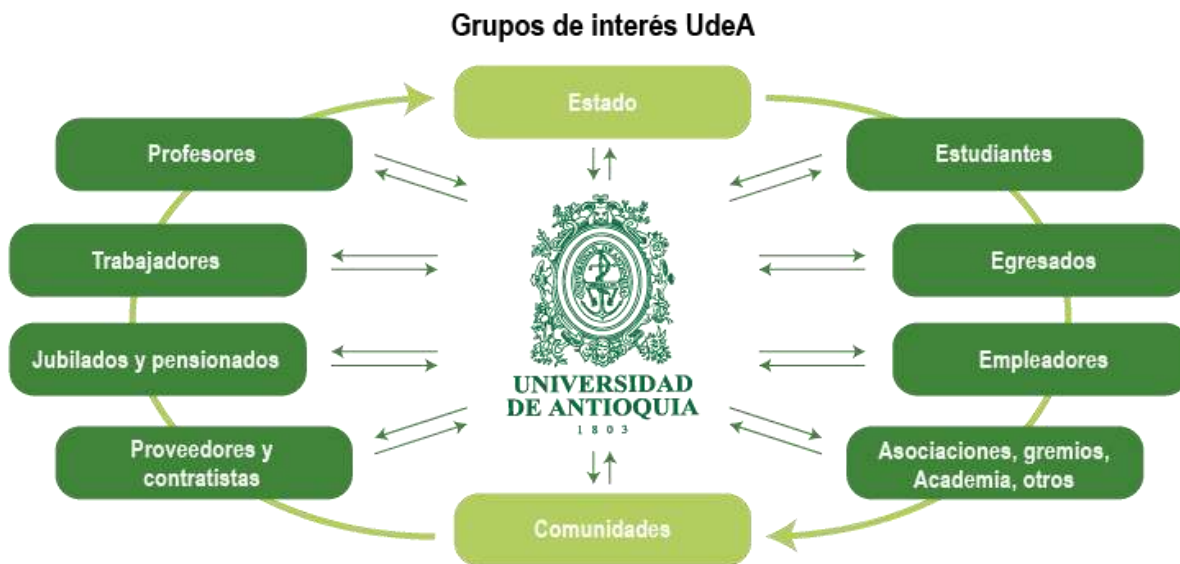 Grupos de interés UdeA
Estado
Profesores
Estudiantes
Trabajadores
Egresados
Jubilados y pensionados
Empleadores
UNIVERSIDAD
DE ANTIOQUIA
1803
Proveedores y
contratistas
Asociaciones, gremios,
Academia, otros
Comunidades